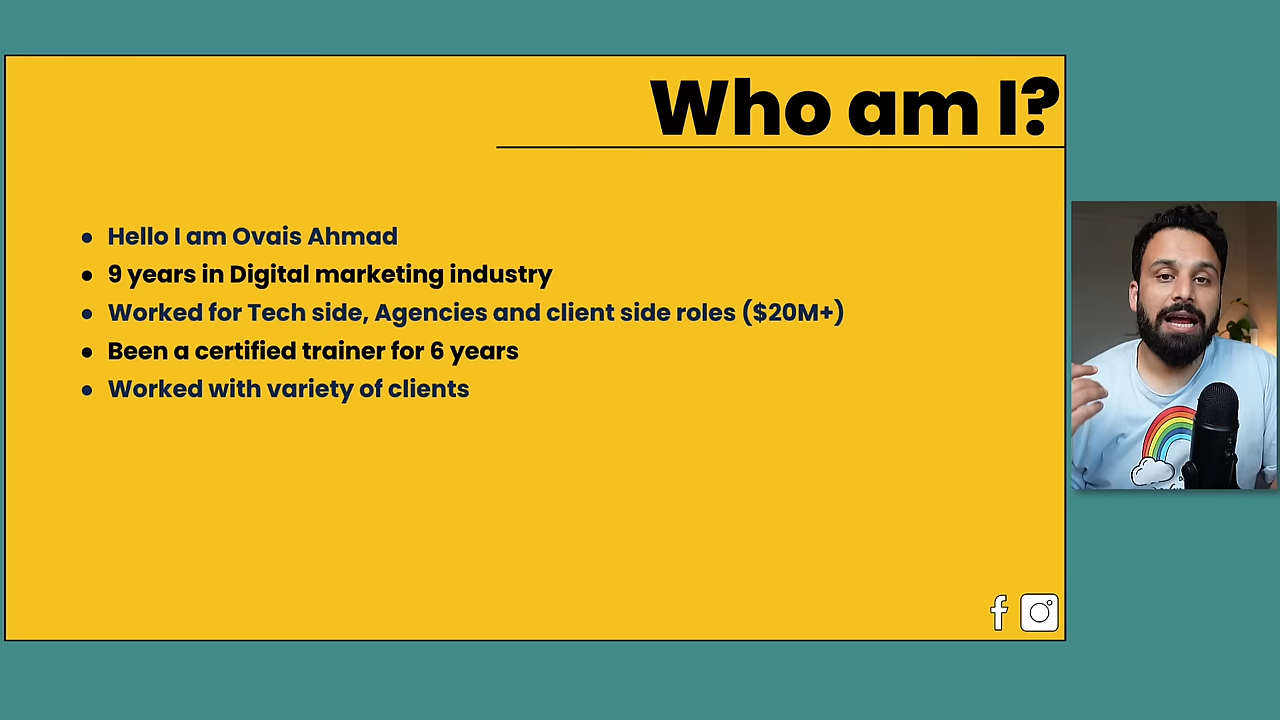 Who am I?
Hello I am Ovais Ahmad
9 years in Digital marketing industry
Worked for Tech side, Agencies and client side roles ($20M+)
Been a certified trainer for 6 years
Worked with variety of clients